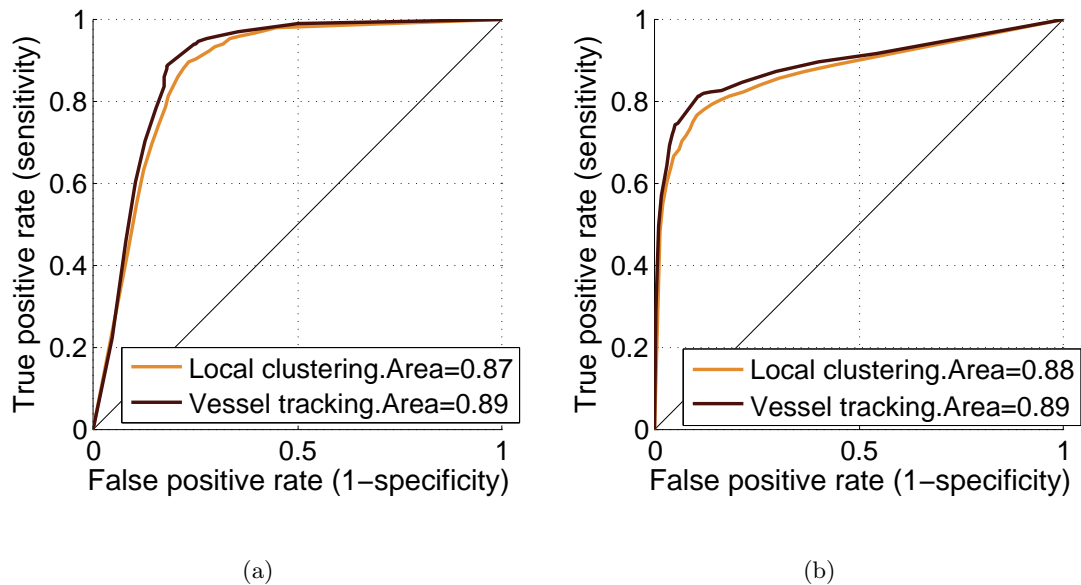 1
0.8
0.6
0.4
0.2
0
True positive rate (sensitivity)
Local clustering.Area=0.87
Vessel tracking.Area=0.89
0
0.5
1
False positive rate (1−specificity)
(a)
1
0.8
0.6
0.4
0.2
0
True positive rate (sensitivity)
Local clustering.Area=0.88
Vessel tracking.Area=0.89
0
0.5
1
False positive rate (1−specificity)
(b)